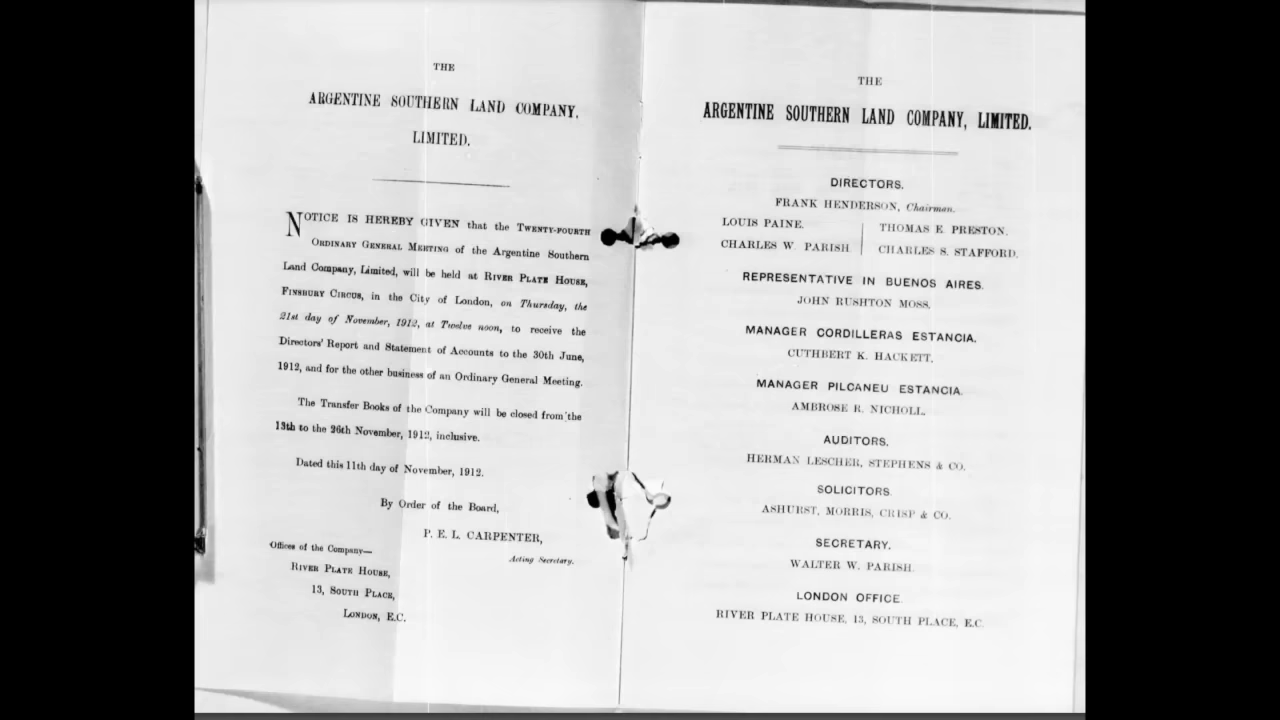 THE
ARGENTINE SOUTHERN LAND COMPANY,
LIMITED.
NOTICE IS HEREBY GIVEN that the TWENTY-FOURTH
ORDINARY GENERAL MEETING of the Argentine Southern
Land Company, Limited, will be held at RIVER PLATE HOUSE,
FINSBURY CIRCUS, in the City of London, on Thursday, the
21st day of November, 1912, at Twelve noon, to receive the
Directors' Report and Statement of Accounts to the 30th June,
1912, and for the other business of an Ordinary General Meeting.
The Transfer Books of the Company will be closed from the
13th to the 26th November, 1912, inclusive.
Dated this 11th day of November, 1912.
By Order of the Board,
P. E. L. CARPENTER,
Acting Secretary.
Offices of the Company—
RIVER PLATE HOUSE,
13, SOUTH PLACE,
LONDON, E.C.
THE
ARGENTINE SOUTHERN LAND COMPANY, LIMITED.
DIRECTORS.
FRANK HENDERSON, Chairman.
LOUIS PAINE. THOMAS E. PRESTON.
CHARLES W. PARISH. CHARLES S. STAFFORD.
REPRESENTATIVE IN BUENOS AIRES.
JOHN RUSHTON MOSS.
MANAGER CORDILLERAS ESTANCIA.
CUTHBERT K. HACKETT.
MANAGER PILCANEU ESTANCIA.
AMBROSE R. NICHOLL.
AUDITORS.
HERMAN LESCHER, STEPHENS & CO.
SOLICITORS.
ASHURST, MORRIS, CRISP & CO.
SECRETARY.
WALTER W. PARISH.
LONDON OFFICE.
RIVER PLATE HOUSE, 13, SOUTH PLACE, E.C.